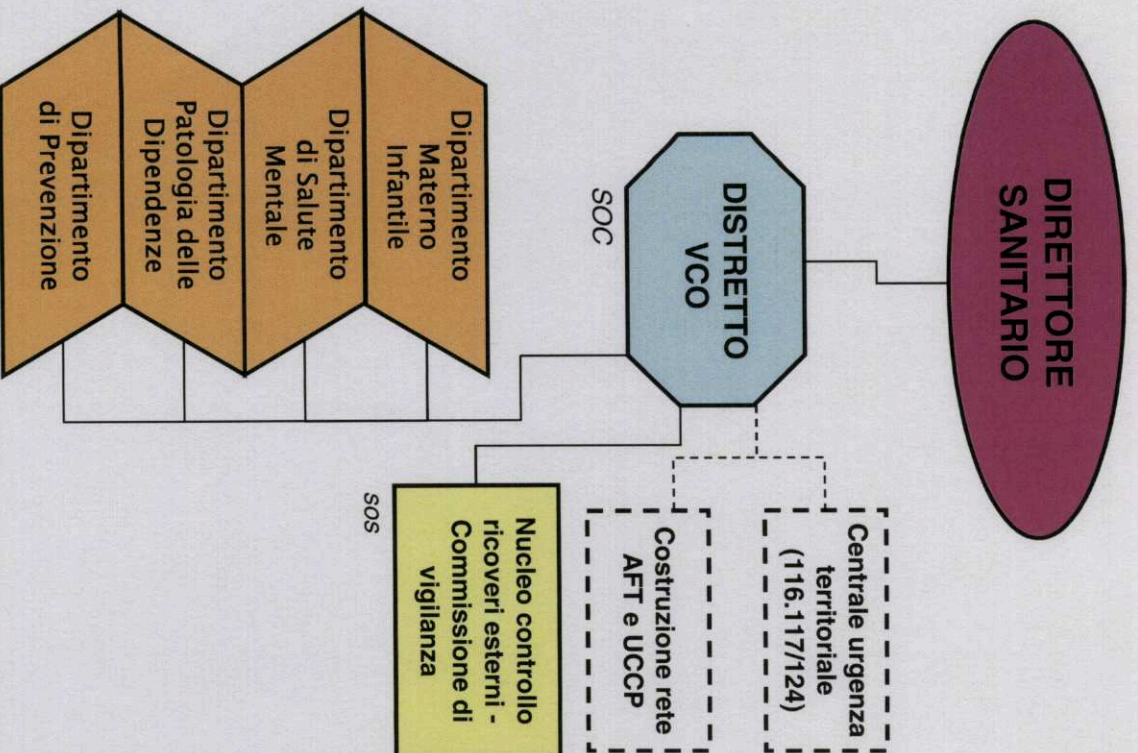 DIRETTORE
SANITARIO
DISTRETTO
VCO
SOC
Centrale urgenza
territoriale
(116.117/124)
Costruzione rete
AFT e UCCP
Nucleo controllo
ricoveri esterni -
Commissione di
vigilanza
SOS
Dipartimento
Materno
Infantile
Dipartimento
di Salute
Mentale
Dipartimento
Patologia delle
Dipendenze
Dipartimento
di Prevenzione